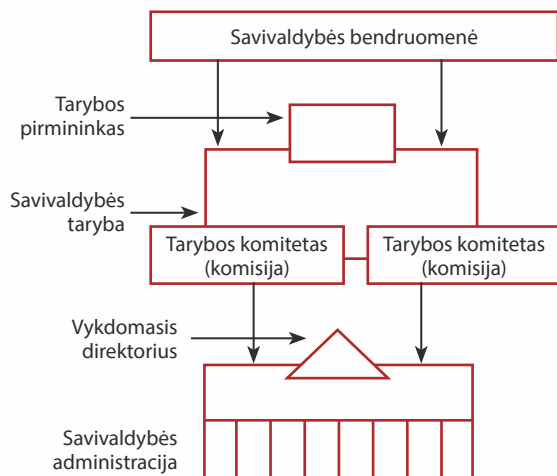 Savivaldybės bendruomenė
Tarybos
pirmininkas
Savivaldybės
taryba
Tarybos komitetas
(komisija)
Tarybos komitetas
(komisija)
Vykdomasis
direktorius
Savivaldybės
administracija